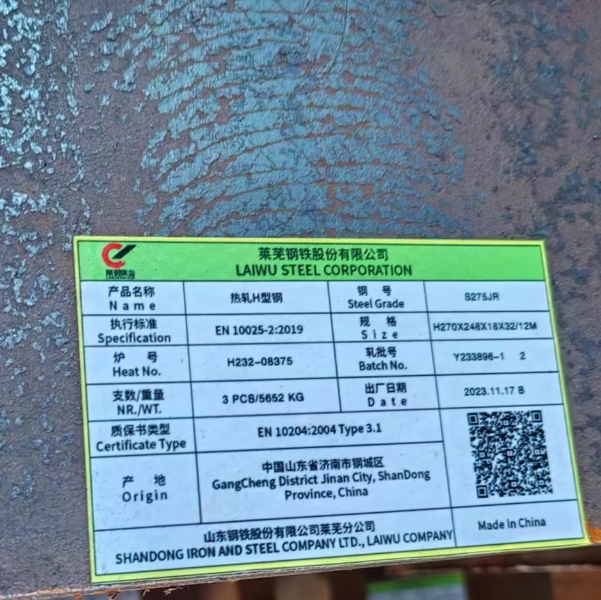 莱芜钢铁股份有限公司
LAIWU STEEL CORPORATION
产品名称 热轧H型钢 钢 号 S275JR
Name Steel Grade
执行标准 EN 10025-2:2019 规 格 H270X248X18X32/12M
Specification Size
炉 号 H232-08375 轧批号 Y233896-1 2
Heat No. Batch No.
支数/重量 3 PCS/5652 KG 出厂日期 2023.11.17 B
NR./WT. Date
质保书类型 EN 10204:2004 Type 3.1
Certificate Type
产 地 中国山东省济南市钢城区
Origin GangCheng District Jinan City, ShanDong
Province, China
山东钢铁股份有限公司莱芜分公司 Made In China
SHANDONG IRON AND STEEL COMPANY LTD., LAIWU COMPANY